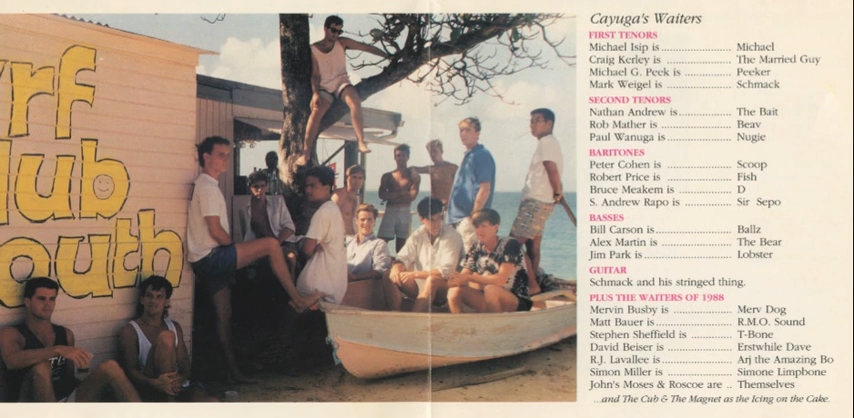 urf
lub
outh
Cayuga's Waiters
FIRST TENORS
Michael Isip is ........................ Michael
Craig Kerley is ...................... The Married Guy
Michael G. Peek is ................ Peeker
Mark Weigel is ...................... Schmack
SECOND TENORS
Nathan Andrew is .................. The Bait
Rob Mather is ........................ Beav
Paul Wanuga is ...................... Nugie
BARITONES
Peter Cohen is ...................... Scoop
Robert Price is ...................... Fish
Bruce Meakem is .................. D
S. Andrew Rapo is ................ Sir Sepo
BASSES
Bill Carson is .......................... Ballz
Alex Martin is ........................ The Bear
Jim Park is .............................. Lobster
GUITAR
Schmack and his stringed thing.
PLUS THE WAITERS OF 1988
Mervin Busby is ...................... Merv Dog
Matt Bauer is .......................... R.M.O. Sound
Stephen Sheffield is .............. T-Bone
David Beiser is ...................... Erstwhile Dave
R.J. Lavallee is ........................ Arj the Amazing Bo
Simon Miller is ...................... Simone Limpbone
John's Moses & Roscoe are .. Themselves
...and The Cub & The Magnet as the Icing on the Cake.